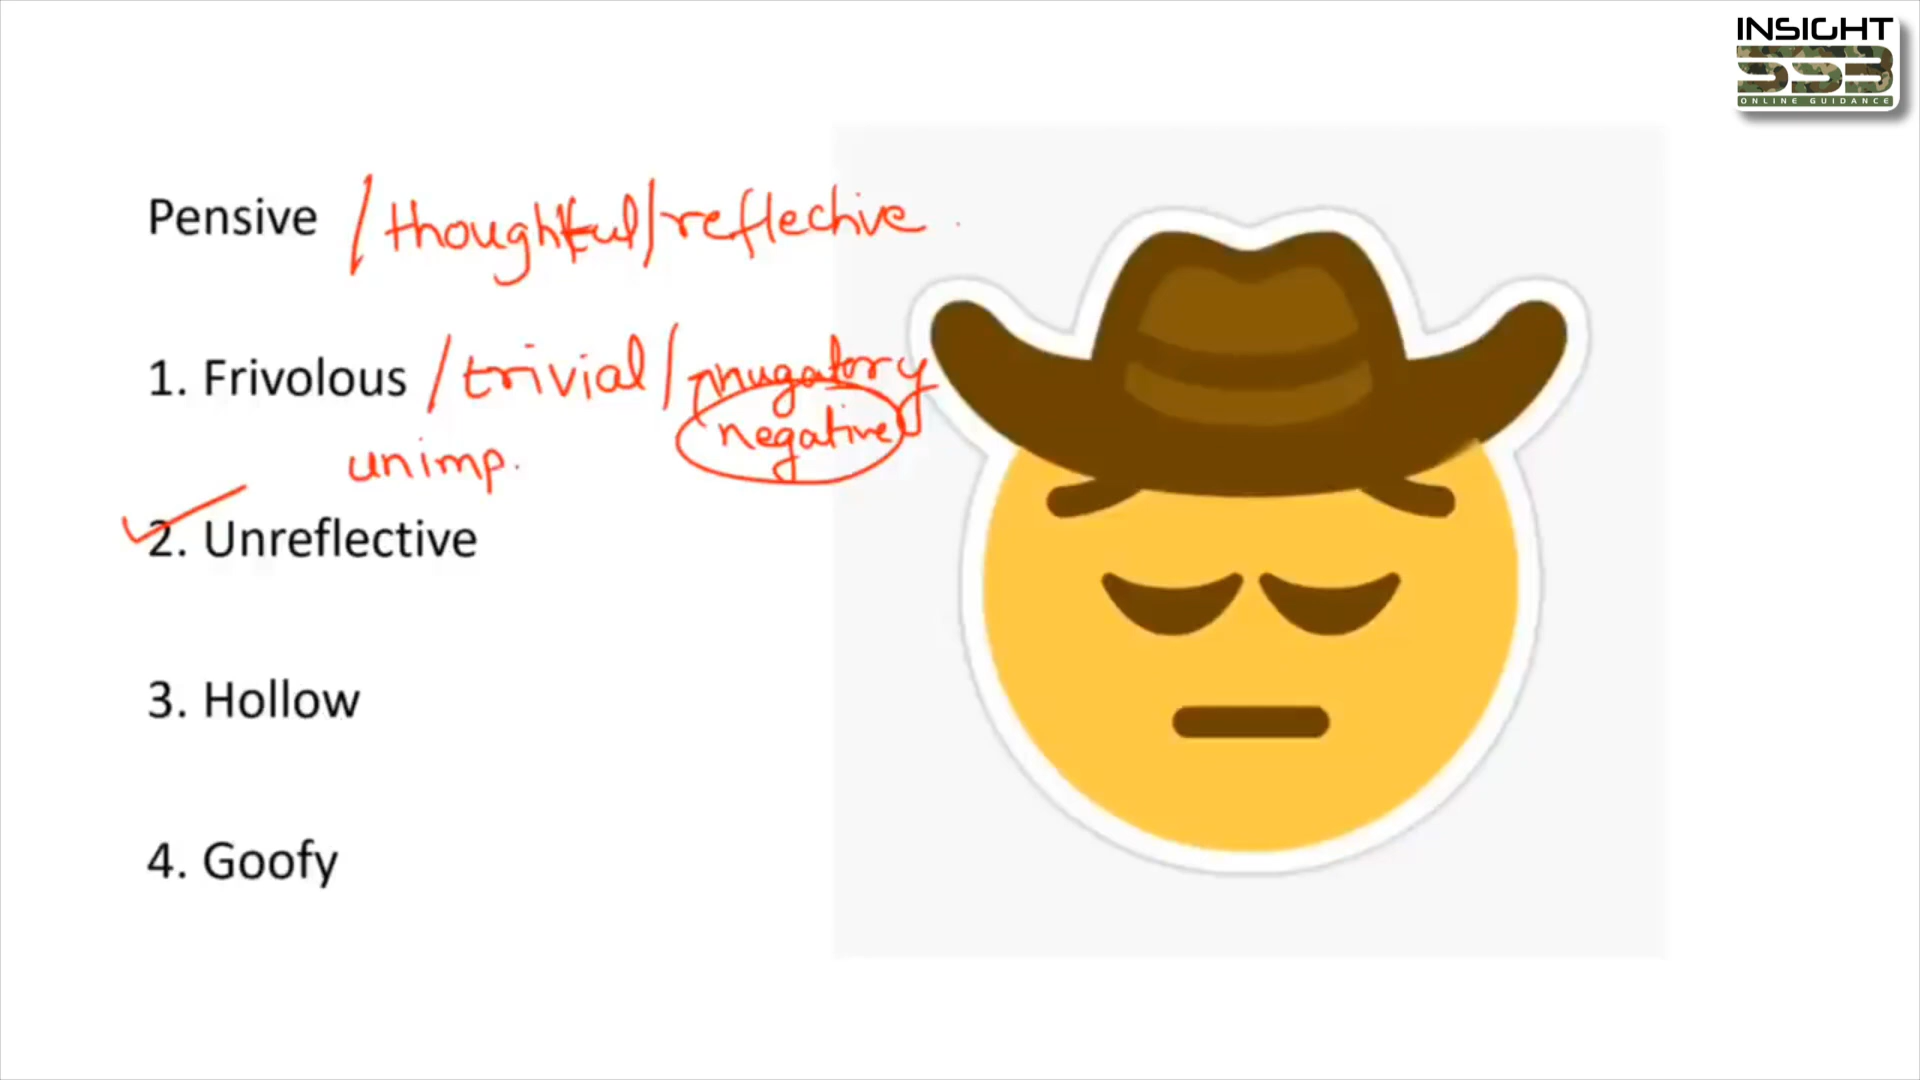 INSIGHT
SSB
ONLINE GUIDANCE
Pensive / thoughtful / reflective.
1. Frivolous / trivial / nugatory
negative
unimp.
2. Unreflective
3. Hollow
4. Goofy